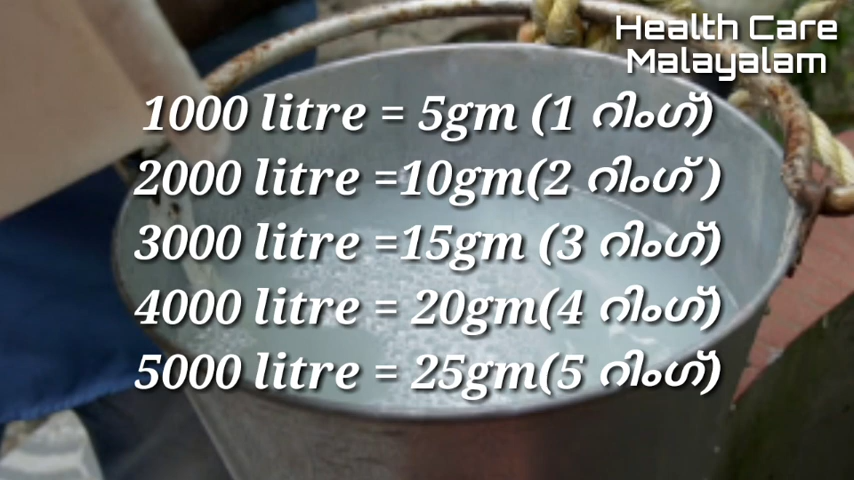 Health Care
Malayalam
1000 litre = 5gm (1 റിംഗ്)
2000 litre =10gm(2 റിംഗ് )
3000 litre =15gm (3 റിംഗ്)
4000 litre = 20gm(4 റിംഗ്)
5000 litre = 25gm(5 റിംഗ്)